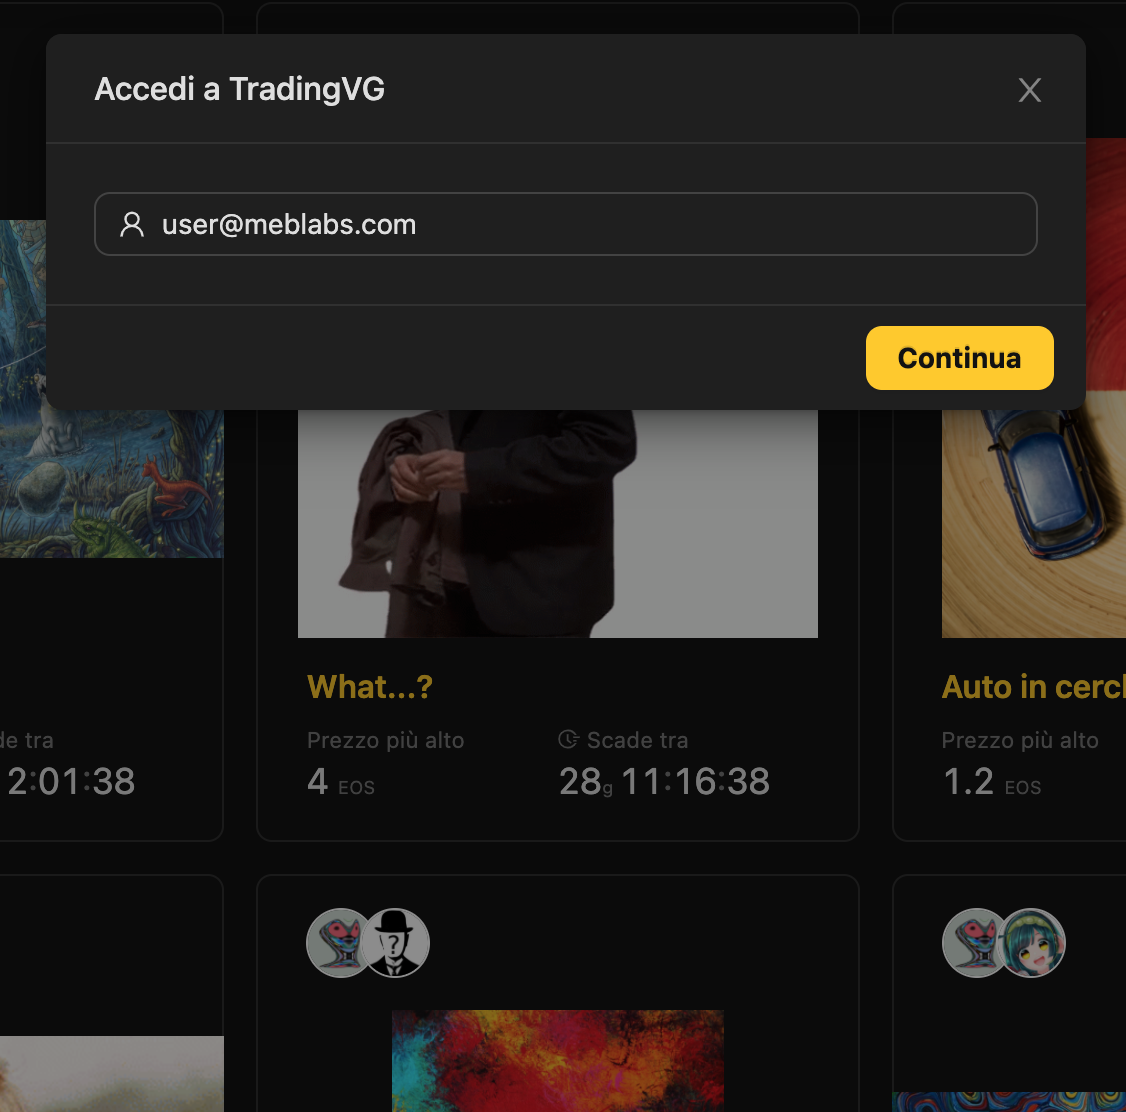 Accedi a TradingVG
user@meblabs.com
Continua
What...?
Auto in
de tra
Prezzo più alto
Scade tra
Prezzo più alto
2:01:38
4 EOS
28g 11:16:38
1.2 EOS
?